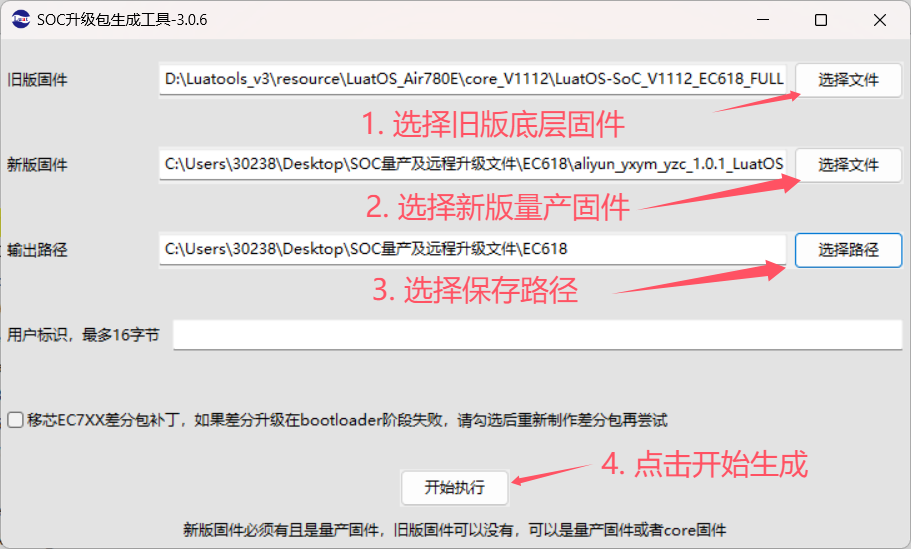 SOC升级包生成工具-3.0.6
旧版固件
D:\Luatools_v3\resource\LuatOS_Air780E\core_V1112\LuatOS-SoC_V1112_EC618_FULL
选择文件
1. 选择旧版底层固件
新版固件
C:\Users\30238\Desktop\SOC量产及远程升级文件\EC618\aliyun_yxym_yzc_1.0.1_LuatOS
选择文件
2. 选择新版量产固件
输出路径
C:\Users\30238\Desktop\SOC量产及远程升级文件\EC618
选择路径
3. 选择保存路径
用户标识，最多16字节
移芯EC7XX差分包补丁，如果差分升级在bootloader阶段失败，请勾选后重新制作差分包再尝试
4. 点击开始生成
开始执行
新版固件必须有且是量产固件，旧版固件可以没有，可以是量产固件或者core固件